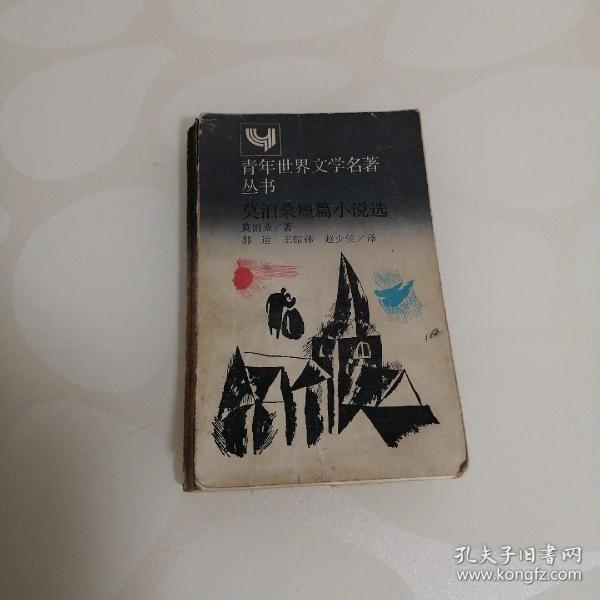 青年世界文学名著
丛书
莫泊桑短篇小说选
莫泊桑／著
郝运 王振孙 赵少侯／译
孔夫子旧书网
www.kongfz.com